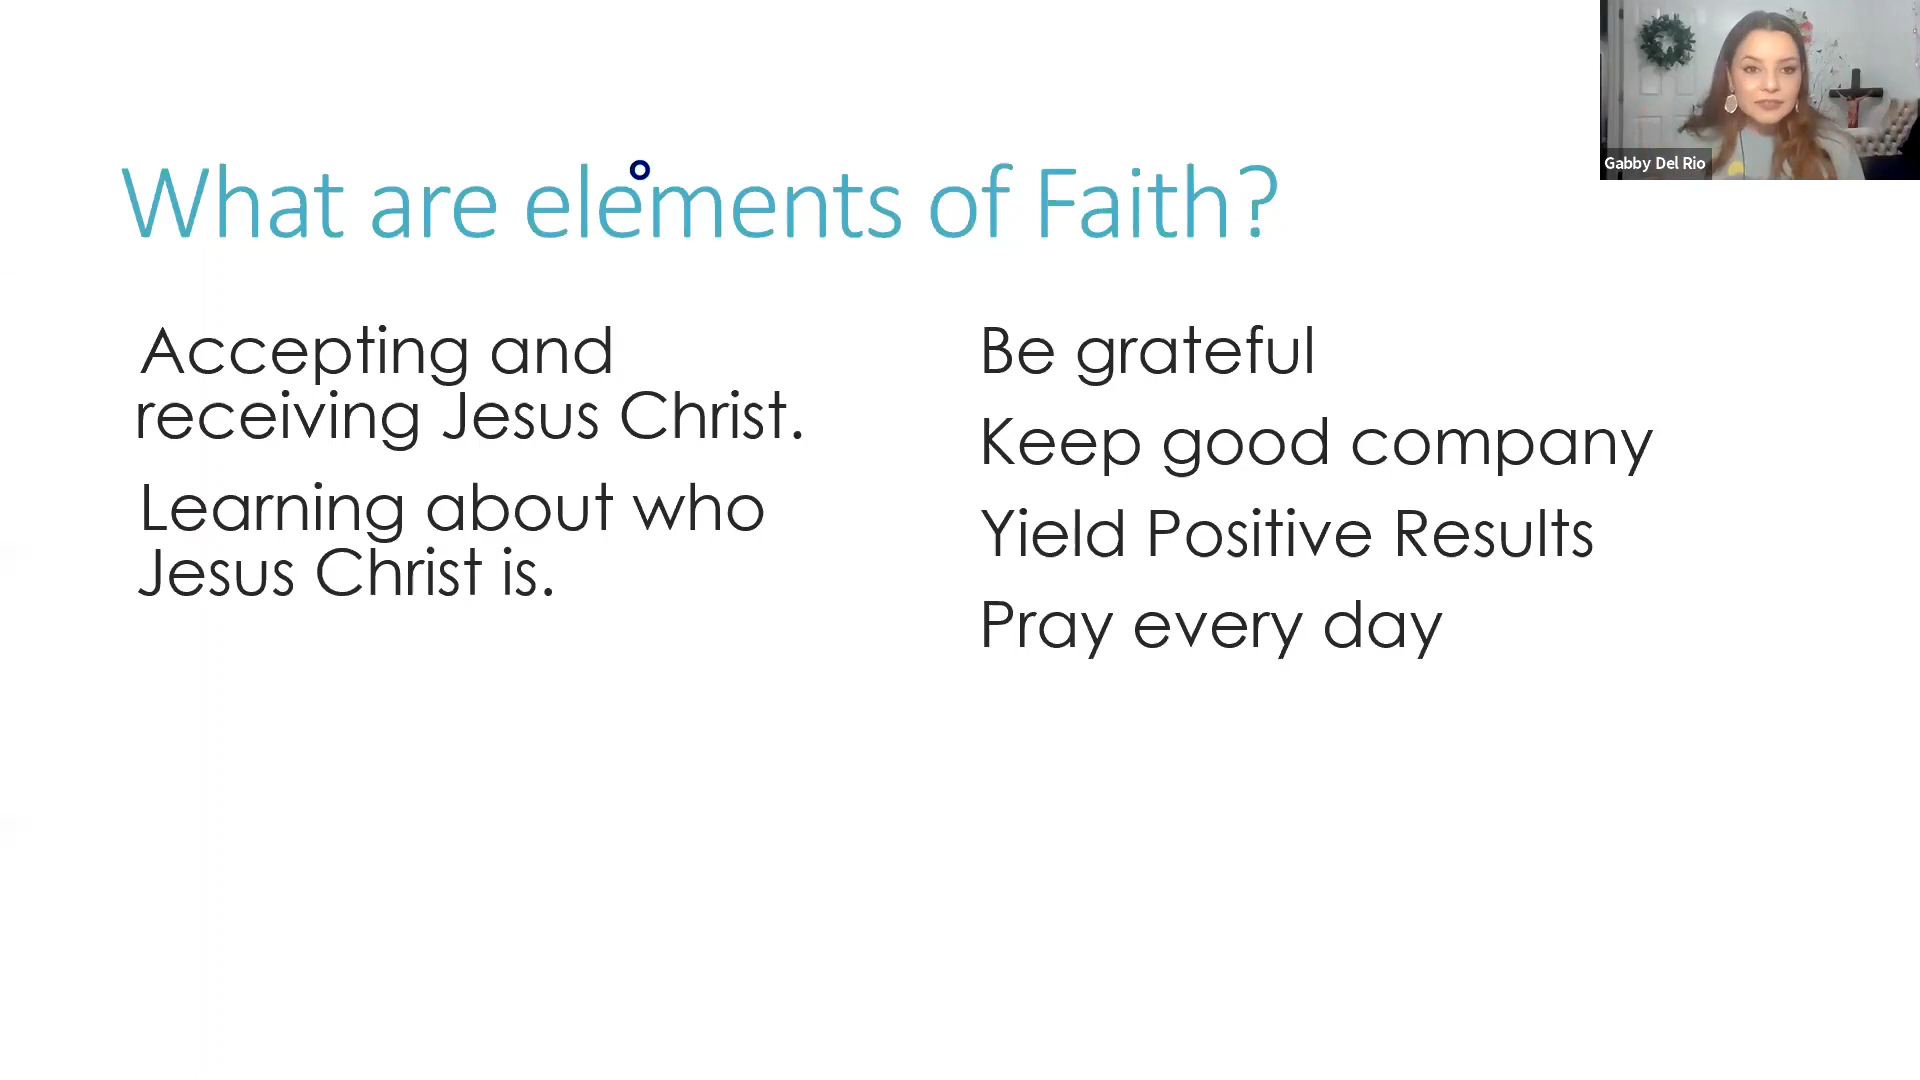 What are elements of Faith?
Accepting and
receiving Jesus Christ.
Learning about who
Jesus Christ is.
Be grateful
Keep good company
Yield Positive Results
Pray every day
Gabby Del Rio